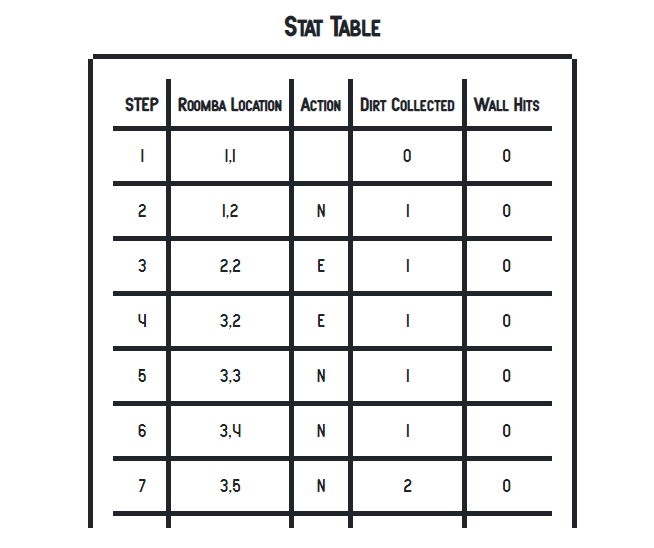 Stat Table
STEP Roomba Location Action Dirt Collected Wall Hits
1 1,1 0 0
2 1,2 N 1 0
3 2,2 E 1 0
4 3,2 E 1 0
5 3,3 N 1 0
6 3,4 N 1 0
7 3,5 N 2 0